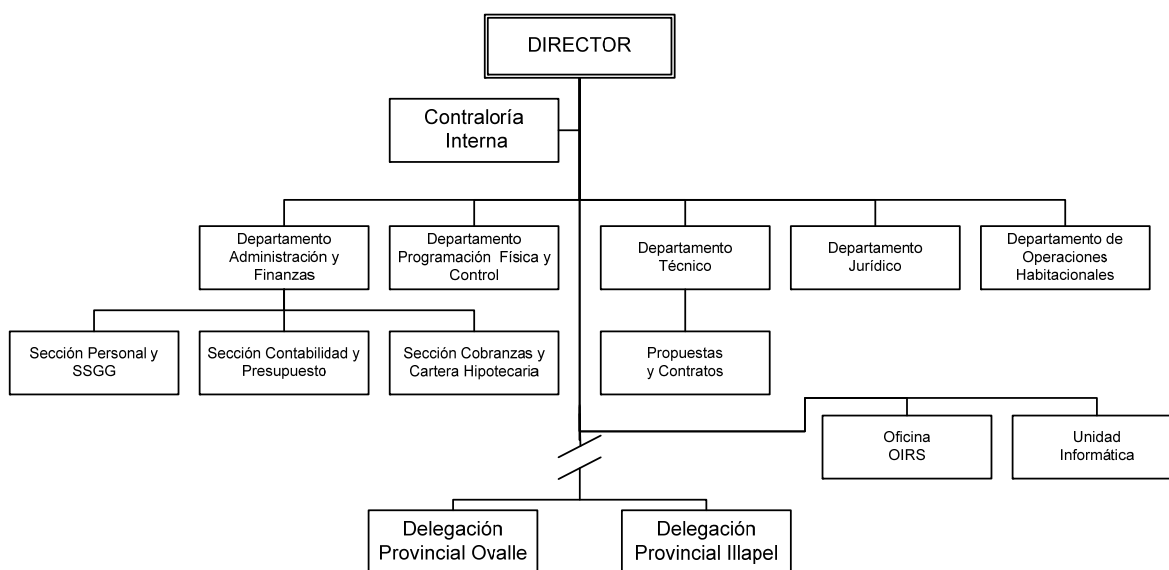 DIRECTOR
Contraloría
Interna
Departamento
Administración y
Finanzas
Departamento
Programación Física y
Control
Departamento
Técnico
Departamento
Jurídico
Departamento de
Operaciones
Habitacionales
Sección Personal y
SSGG
Sección Contabilidad y
Presupuesto
Sección Cobranzas y
Cartera Hipotecaria
Propuestas
y Contratos
Oficina
OIRS
Unidad
Informática
Delegación
Provincial Ovalle
Delegación
Provincial Illapel